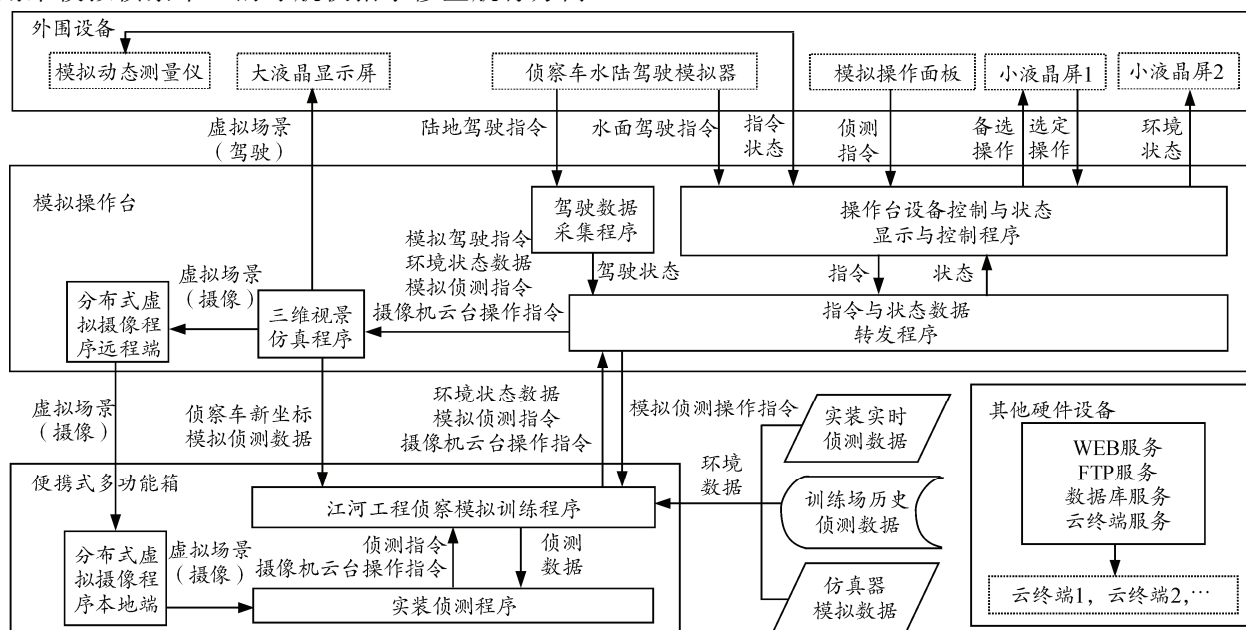 外围设备
模拟动态测量仪
大液晶显示屏
侦察车水陆驾驶模拟器
模拟操作面板
小液晶屏1
小液晶屏2
虚拟场景
（驾驶）
陆地驾驶指令
水面驾驶指令
指令
状态
侦测
指令
备选
操作
选定
操作
环境
状态
模拟操作台
驾驶数据
采集程序
操作台设备控制与状态
显示与控制程序
模拟驾驶指令
环境状态数据
模拟侦测指令
摄像机云台操作指令
驾驶状态
指令
状态
虚拟场景
（摄像）
分布式虚
拟摄像程
序远程端
三维视景
仿真程序
指令与状态数据
转发程序
虚拟场景
（摄像）
侦察车新坐标
模拟侦测数据
环境状态数据
模拟侦测指令
摄像机云台操作指令
模拟侦测操作指令
实装实时
侦测数据
其他硬件设备
WEB服务
FTP服务
数据库服务
云终端服务
便携式多功能箱
江河工程侦察模拟训练程序
环境
数据
训练场历史
侦测数据
分布式虚
拟摄像程
序本地端
虚拟场景
（摄像）
侦测指令
摄像机云台操作指令
侦测
数据
实装侦测程序
仿真器
模拟数据
云终端1，云终端2，…